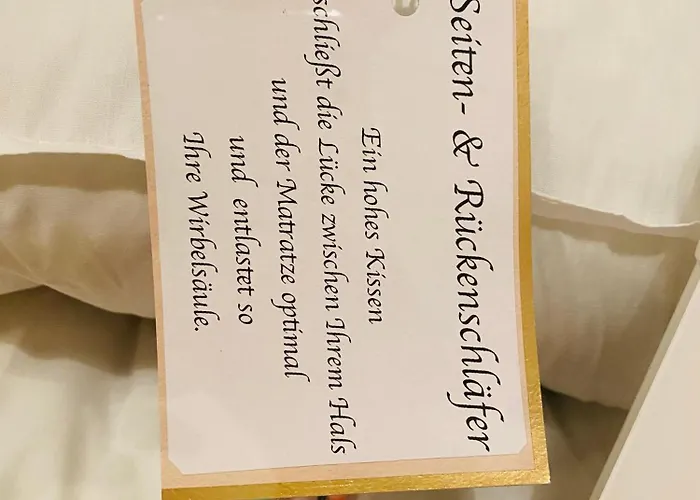 Seiten- & Rückenschläfer
Ein hohes Kissen
schließt die Lücke zwischen Ihrem Hals
und der Matratze optimal
und entlastet so
Ihre Wirbelsäule.